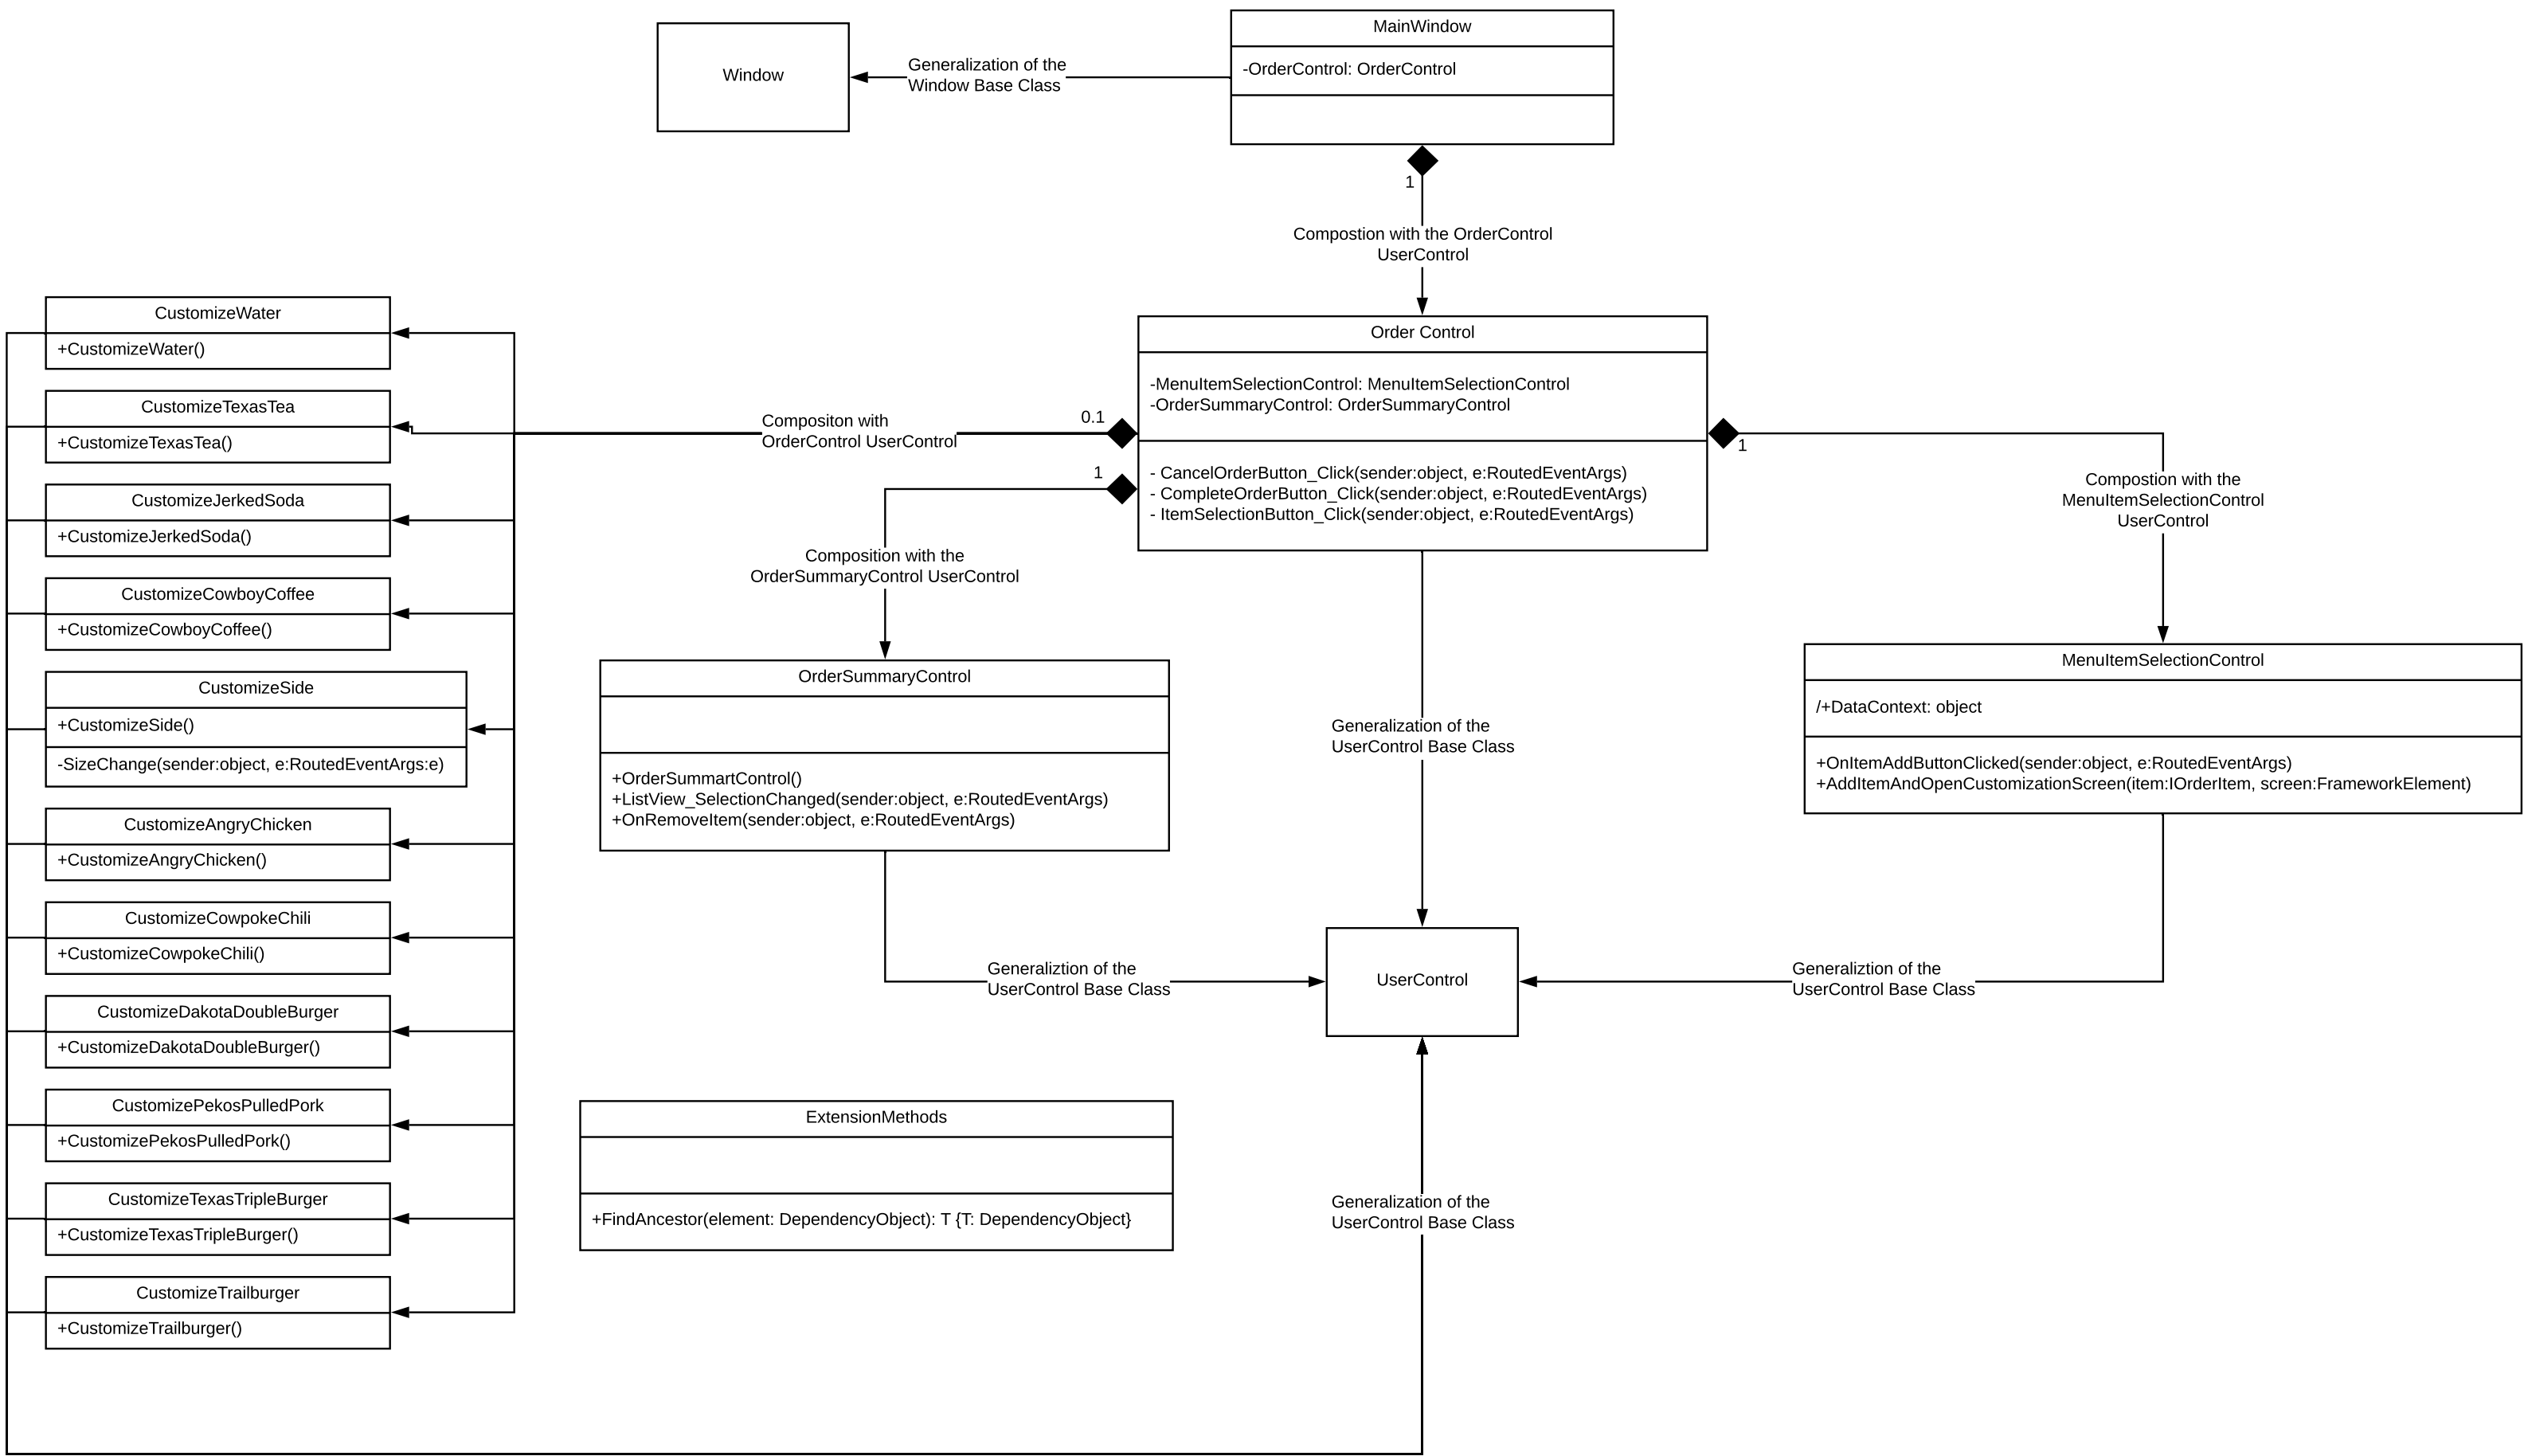 Window
Generalization of the
Window Base Class
MainWindow
-OrderControl: OrderControl
1
Compostion with the OrderControl
UserControl
Order Control
-MenuItemSelectionControl: MenuItemSelectionControl
-OrderSummaryControl: OrderSummaryControl
- CancelOrderButton_Click(sender:object, e:RoutedEventArgs)
- CompleteOrderButton_Click(sender:object, e:RoutedEventArgs)
- ItemSelectionButton_Click(sender:object, e:RoutedEventArgs)
0.1
Compositon with
OrderControl UserControl
1
Composition with the
OrderSummaryControl UserControl
1
Compostion with the
MenuItemSelectionControl
UserControl
CustomizeWater
+CustomizeWater()
CustomizeTexasTea
+CustomizeTexasTea()
CustomizeJerkedSoda
+CustomizeJerkedSoda()
CustomizeCowboyCoffee
+CustomizeCowboyCoffee()
CustomizeSide
+CustomizeSide()
-SizeChange(sender:object, e:RoutedEventArgs:e)
CustomizeAngryChicken
+CustomizeAngryChicken()
CustomizeCowpokeChili
+CustomizeCowpokeChili()
CustomizeDakotaDoubleBurger
+CustomizeDakotaDoubleBurger()
CustomizePekosPulledPork
+CustomizePekosPulledPork()
CustomizeTexasTripleBurger
+CustomizeTexasTripleBurger()
CustomizeTrailburger
+CustomizeTrailburger()
OrderSummaryControl
+OrderSummartControl()
+ListView_SelectionChanged(sender:object, e:RoutedEventArgs)
+OnRemoveItem(sender:object, e:RoutedEventArgs)
Generalization of the
UserControl Base Class
MenuItemSelectionControl
/+DataContext: object
+OnItemAddButtonClicked(sender:object, e:RoutedEventArgs)
+AddItemAndOpenCustomizationScreen(item:IOrderItem, screen:FrameworkElement)
Generaliztion of the
UserControl Base Class
UserControl
Generaliztion of the
UserControl Base Class
ExtensionMethods
+FindAncestor(element: DependencyObject): T {T: DependencyObject}
Generalization of the
UserControl Base Class